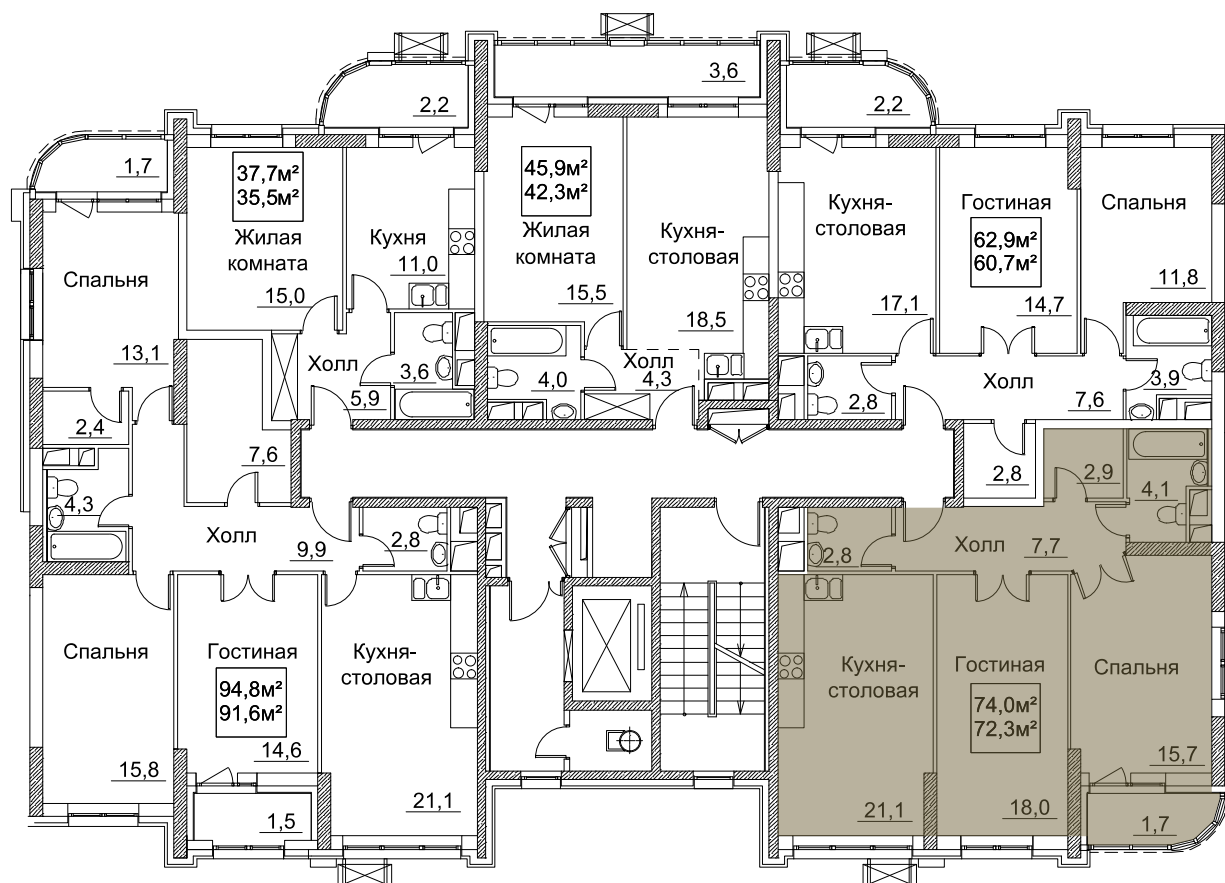 3,6
2,2
2,2
1,7
37,7м²
35,5м²
Жилая
комната
15,0
Кухня
11,0
45,9м²
42,3м²
Жилая
комната
15,5
Кухня-
столовая
18,5
Кухня-
столовая
17,1
Гостиная
62,9м²
60,7м²
14,7
Спальня
11,8
Спальня
13,1
Холл
5,9
3,6
4,0
Холл
4,3
2,8
Холл
7,6
3,9
2,4
7,6
4,3
Холл
9,9
2,8
2,8
2,9
4,1
2,8
Холл
7,7
Спальня
15,8
Гостиная
94,8м²
91,6м²
14,6
Кухня-
столовая
21,1
1,5
Кухня-
столовая
21,1
Гостиная
74,0м²
72,3м²
18,0
Спальня
15,7
1,7